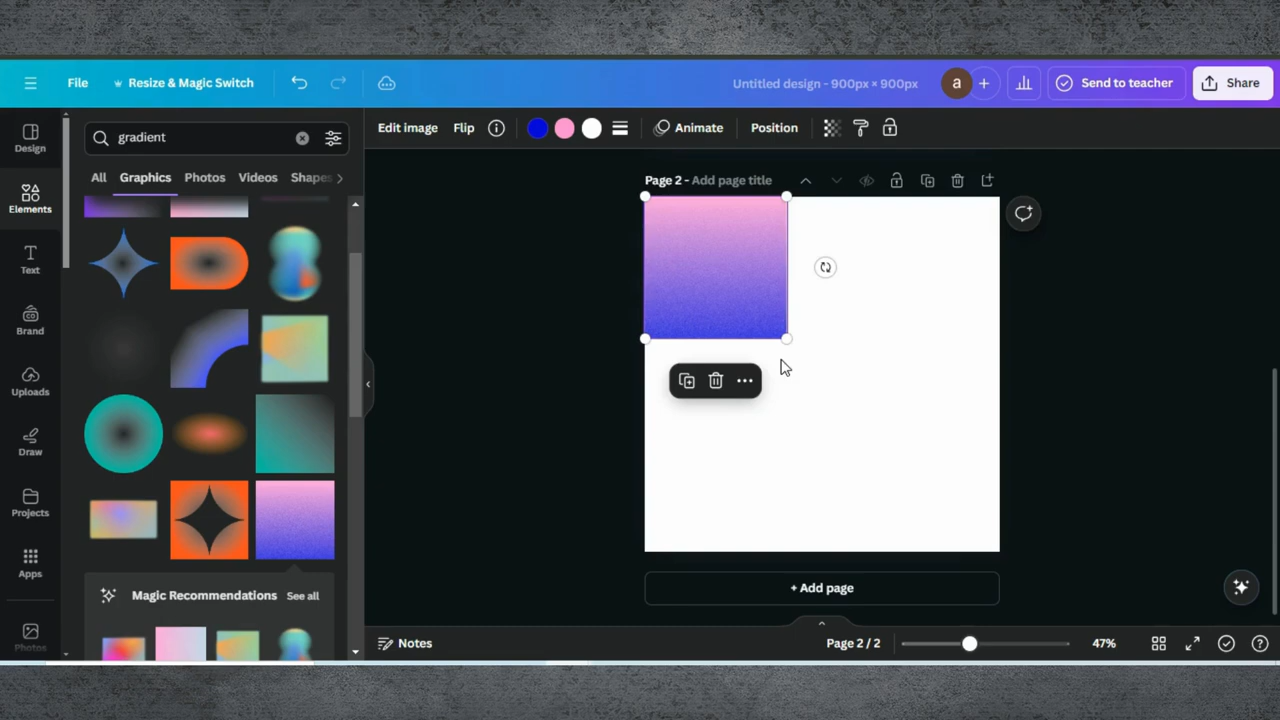 File
Resize & Magic Switch
Untitled design - 900px × 900px
a
Send to teacher
Share
Design
Elements
Text
Brand
Uploads
Draw
Projects
Apps
Photos
gradient
All
Graphics
Photos
Videos
Shapes
Magic Recommendations
See all
Edit image
Flip
Animate
Position
Page 2 - Add page title
+ Add page
Notes
Page 2 / 2
47%